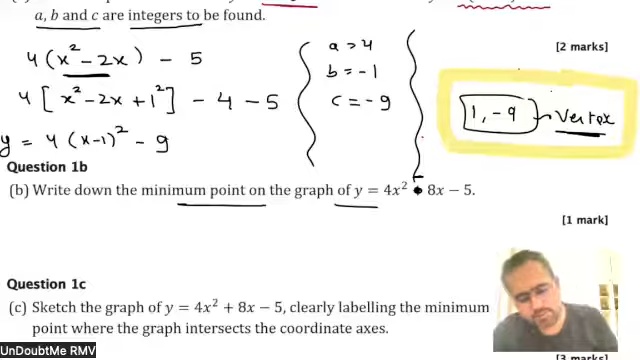 a, b and c are integers to be found.
4 (x² - 2x) - 5
a = 4
[2 marks]
b = -1
4 [x² - 2x + 1²] - 4 - 5
c = -9
1, -9 Vertex
y = 4 (x-1)² - 9
Question 1b
(b) Write down the minimum point on the graph of y = 4x² - 8x − 5.
[1 mark]
Question 1c
(c) Sketch the graph of y = 4x² + 8x − 5, clearly labelling the minimum
point where the graph intersects the coordinate axes.
UnDoubtMe RMV
[3 marks]